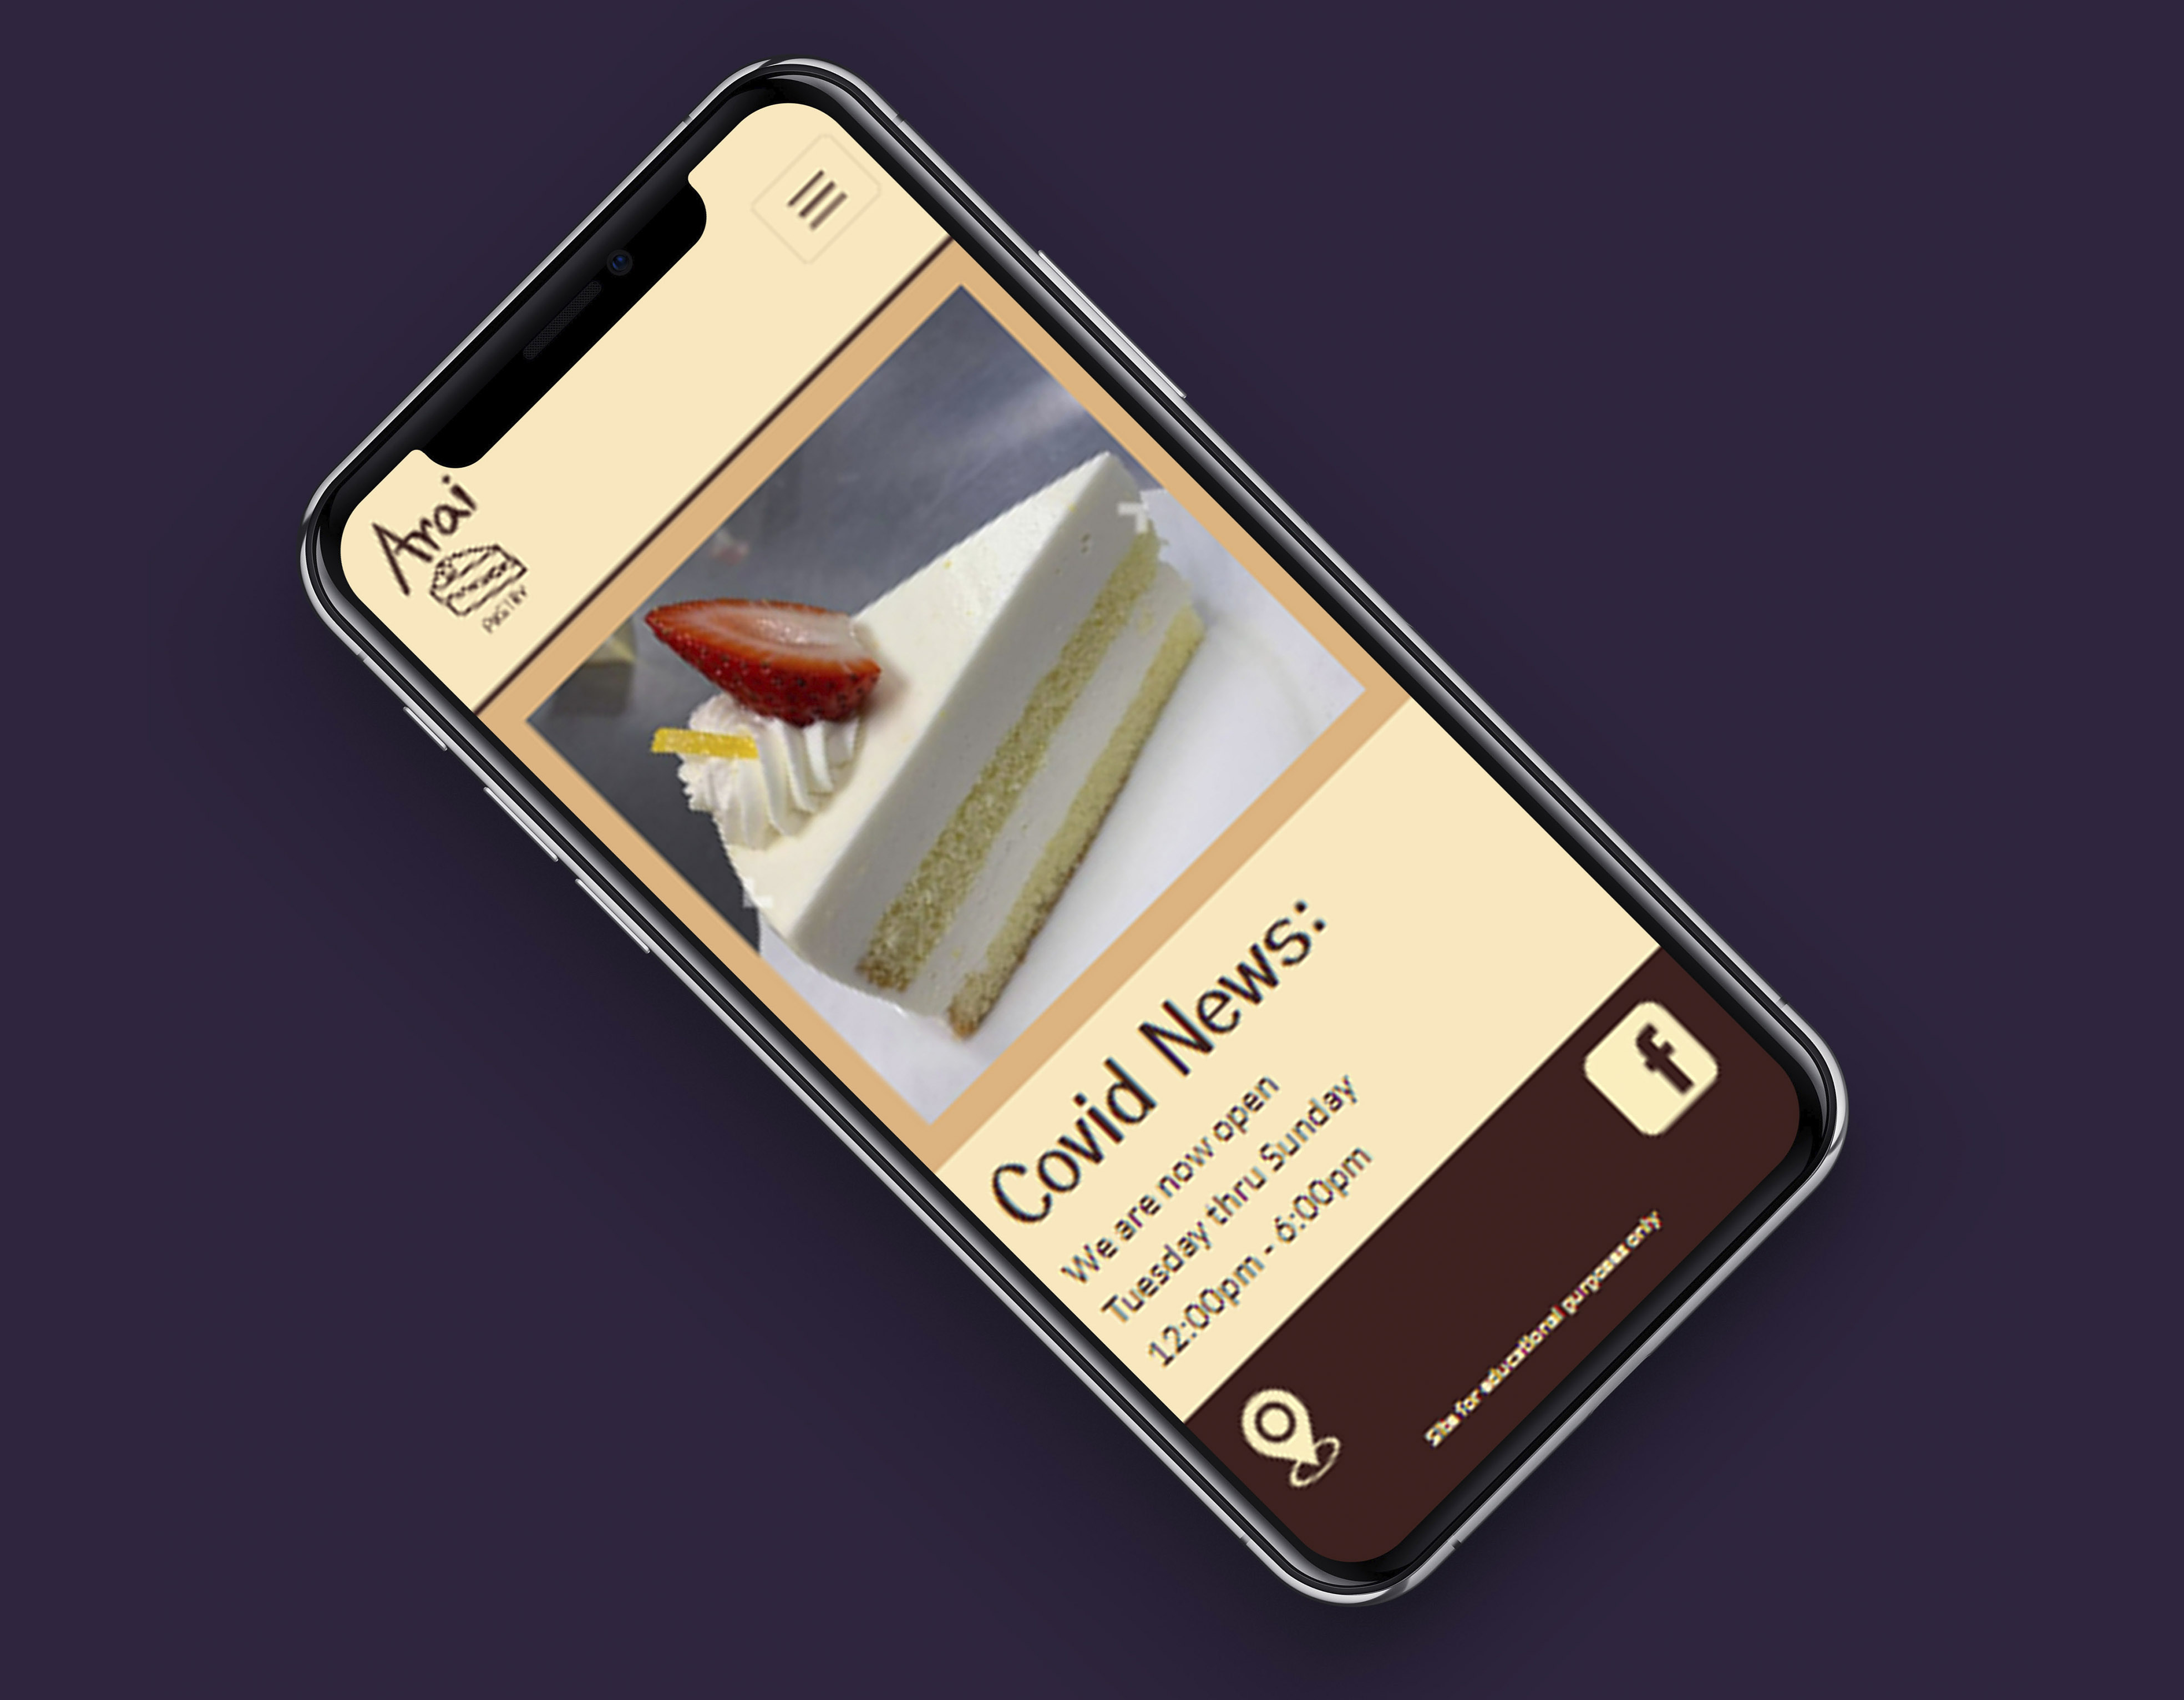 Arai
PASTRY
Covid News:
We are now open
Tuesday thru Sunday
12:00pm - 6:00pm
f
Site for educational purposes only